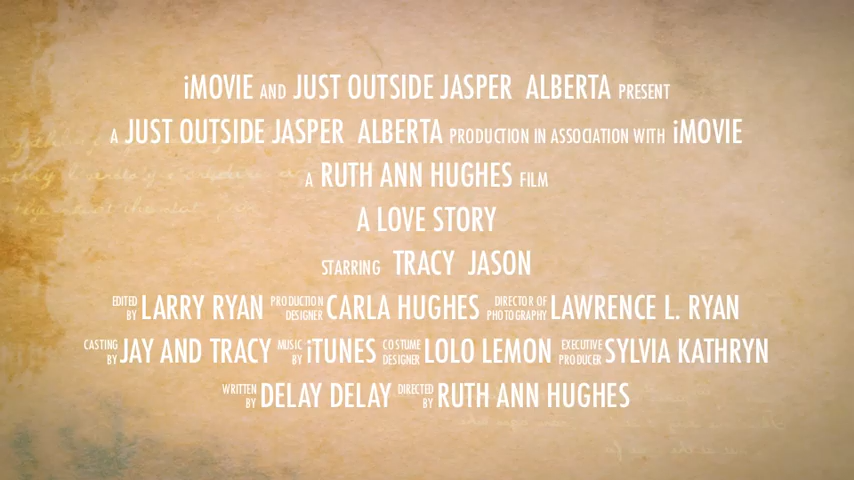 iMOVIE AND JUST OUTSIDE JASPER ALBERTA PRESENT
A JUST OUTSIDE JASPER ALBERTA PRODUCTION IN ASSOCIATION WITH iMOVIE
A RUTH ANN HUGHES FILM
A LOVE STORY
STARRING TRACY JASON
EDITED BY LARRY RYAN PRODUCTION DESIGNER CARLA HUGHES DIRECTOR OF PHOTOGRAPHY LAWRENCE L. RYAN
CASTING BY JAY AND TRACY MUSIC BY iTUNES COSTUME DESIGNER LOLO LEMON EXECUTIVE PRODUCER SYLVIA KATHRYN
WRITTEN BY DELAY DELAY DIRECTED BY RUTH ANN HUGHES